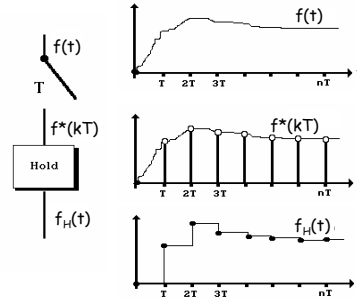 f(t)
T
f*(kT)
Hold
f_H(t)
f(t)
T 2T 3T nT
f*(kT)
T 2T 3T nT
f_H(t)
T 2T 3T nT